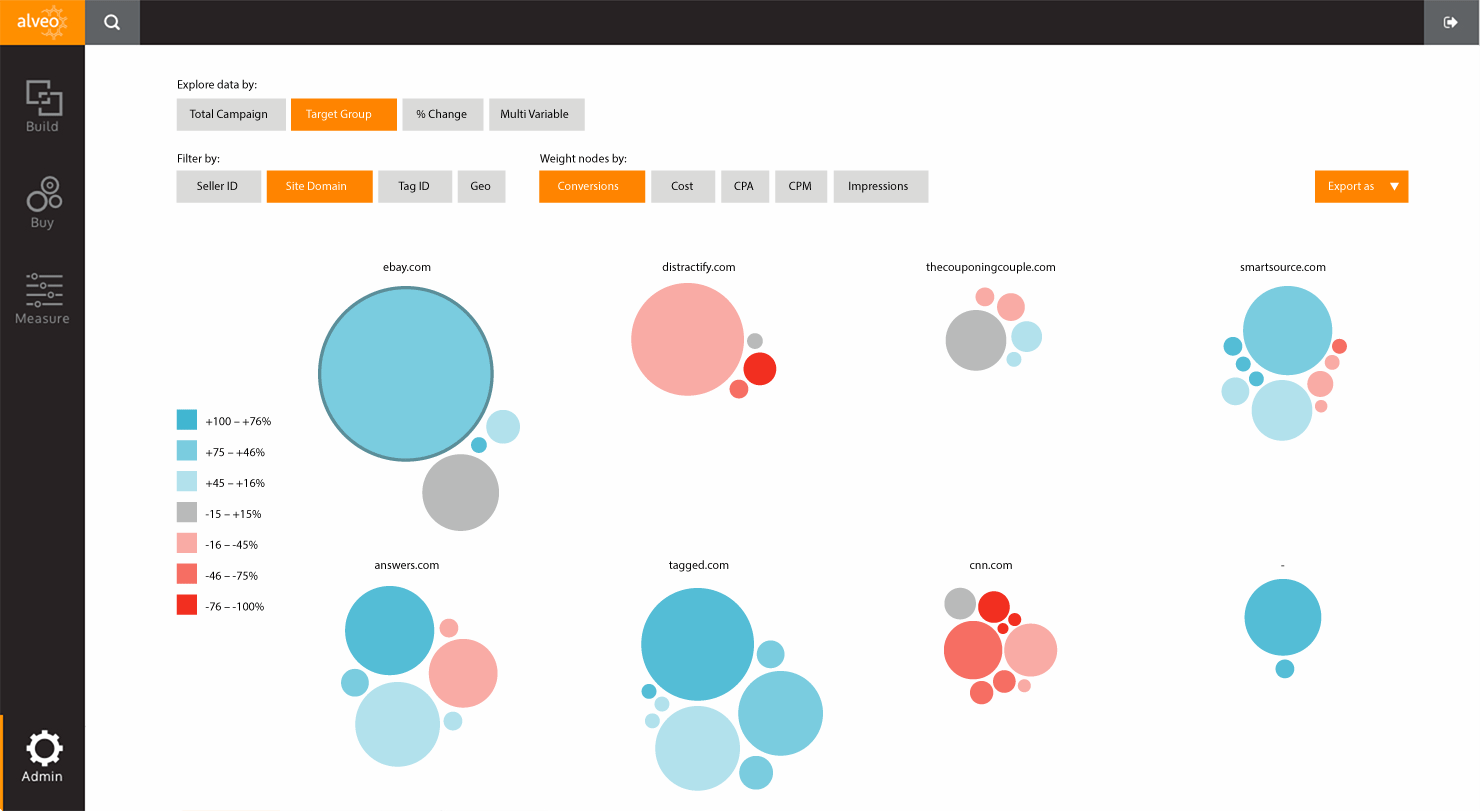 alveo
Build
Buy
Measure
Admin
Explore data by:
Total Campaign Target Group % Change Multi Variable
Filter by: Weight nodes by:
Seller ID Site Domain Tag ID Geo Conversions Cost CPA CPM Impressions Export as ▼
ebay.com distractify.com thecouponingcouple.com smartsource.com
+100 – +76%
+75 – +46%
+45 – +16%
-15 – +15%
-16 – -45%
-46 – -75%
-76 – -100%
answers.com tagged.com cnn.com -